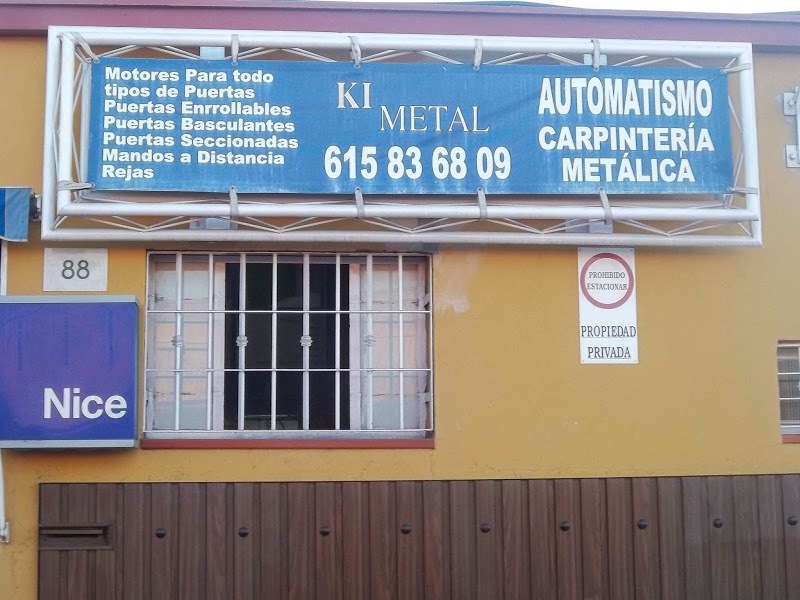 Motores Para todo
tipos de Puertas
Puertas Enrrollables
Puertas Basculantes
Puertas Seccionadas
Mandos a Distancia
Rejas
KI
METAL
615 83 68 09
AUTOMATISMO
CARPINTERÍA
METÁLICA
88
Nice
PROHIBIDO
ESTACIONAR
PROPIEDAD
PRIVADA